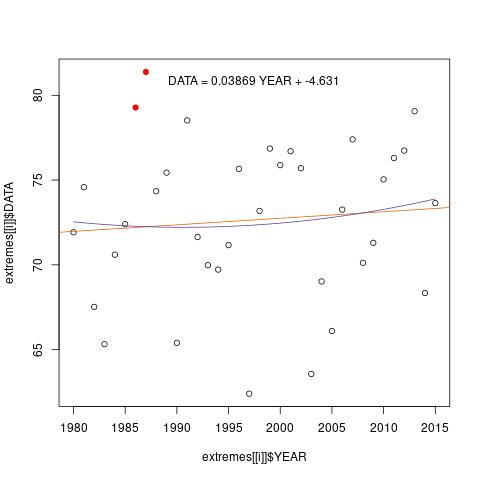 DATA = 0.03869 YEAR + -4.631
extremes[[i]]$DATA
80
75
70
65
1980 1985 1990 1995 2000 2005 2010 2015
extremes[[i]]$YEAR